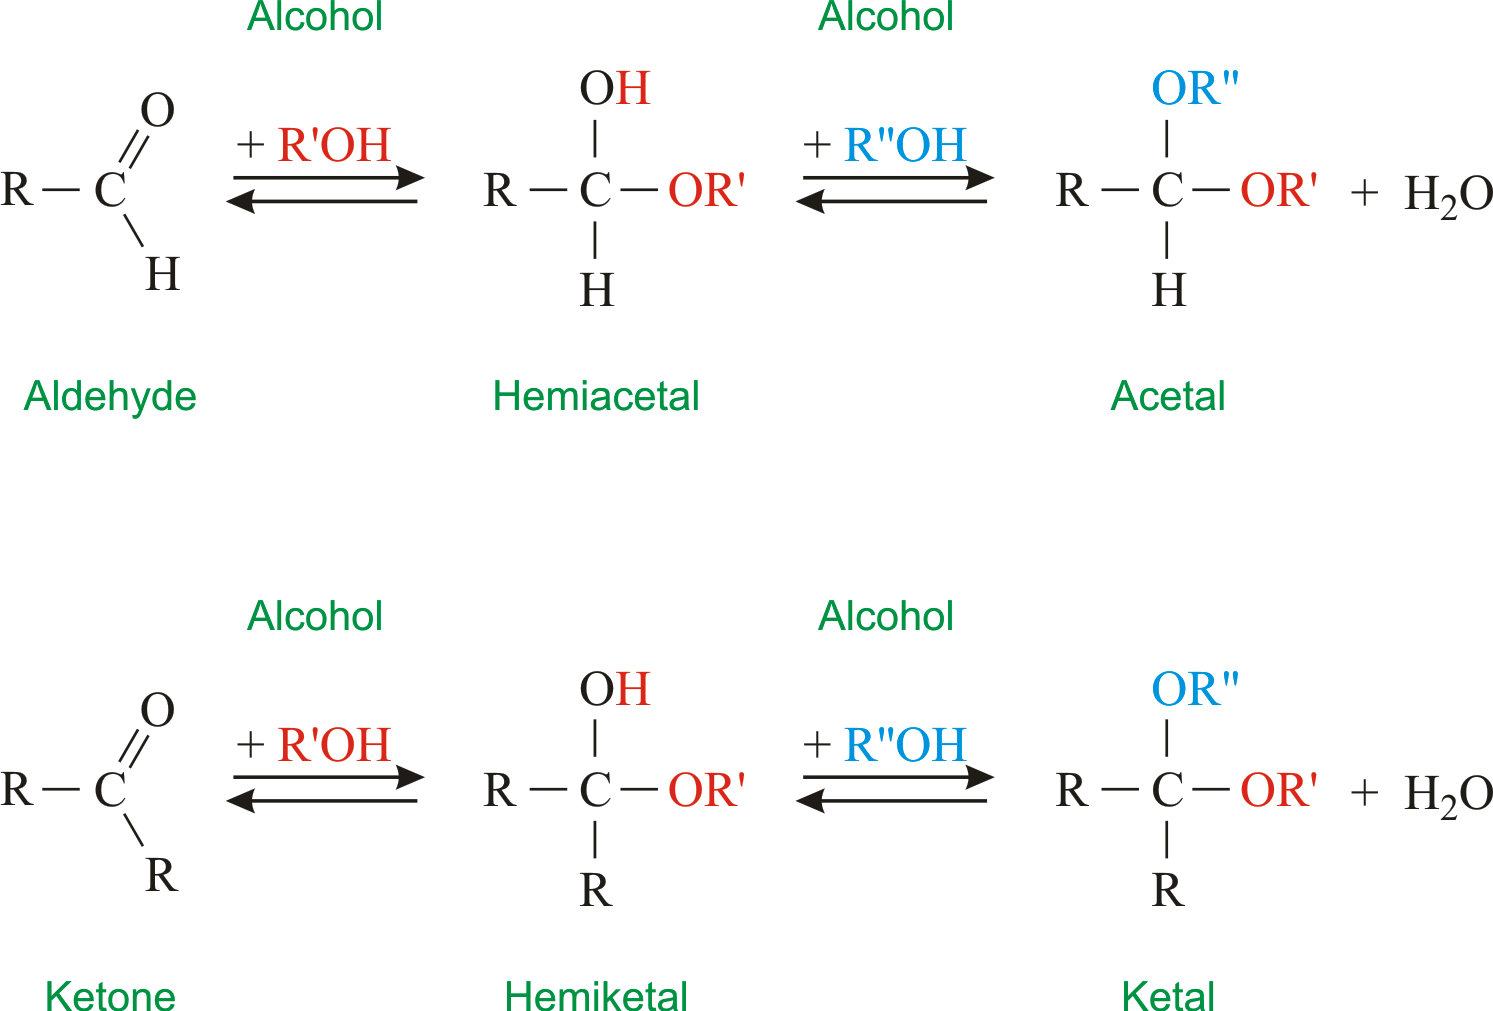 Alcohol Alcohol
OH OR"
O
+ R'OH + R"OH
R — C R — C — OR' R — C — OR' + H₂O
H H H
Aldehyde Hemiacetal Acetal
Alcohol Alcohol
OH OR"
O
+ R'OH + R"OH
R — C R — C — OR' R — C — OR' + H₂O
R R R
Ketone Hemiketal Ketal